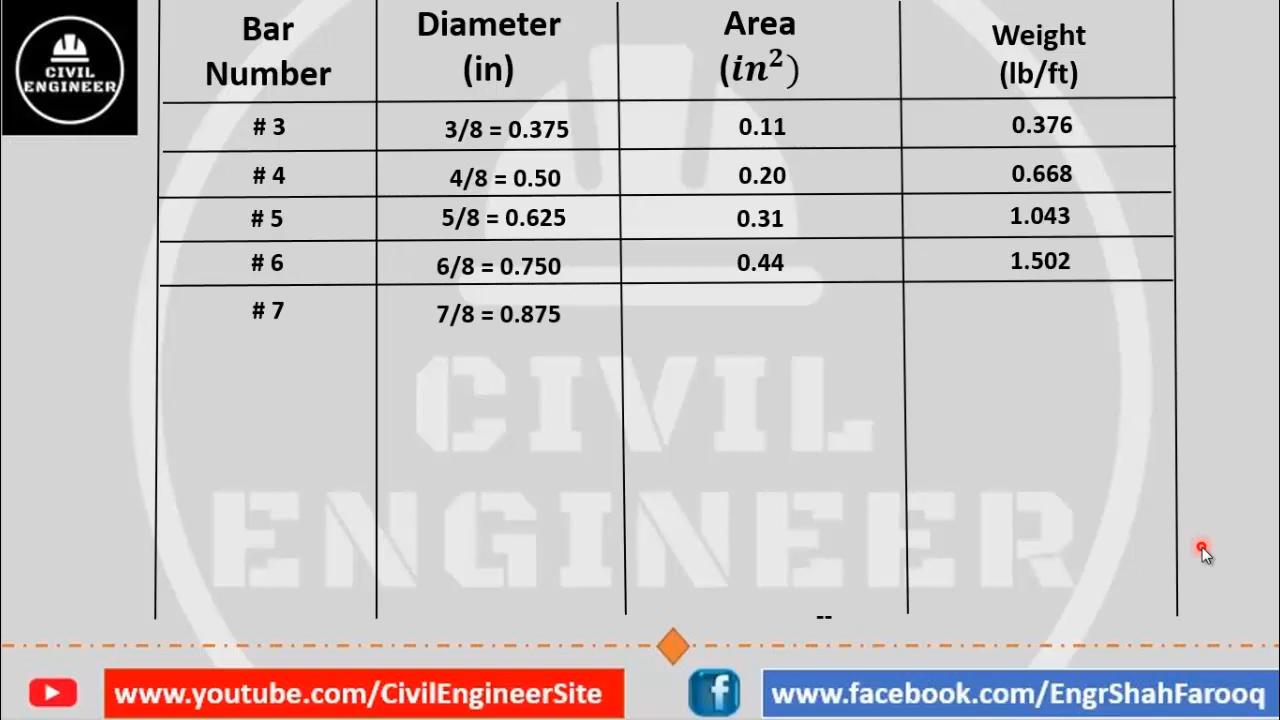 CIVIL
ENGINEER
Bar Number Diameter (in) Area (in²) Weight (lb/ft)
# 3 3/8 = 0.375 0.11 0.376
# 4 4/8 = 0.50 0.20 0.668
# 5 5/8 = 0.625 0.31 1.043
# 6 6/8 = 0.750 0.44 1.502
# 7 7/8 = 0.875
CIVIL
ENGINEER
--
www.youtube.com/CivilEngineerSite
www.facebook.com/EngrShahFarooq